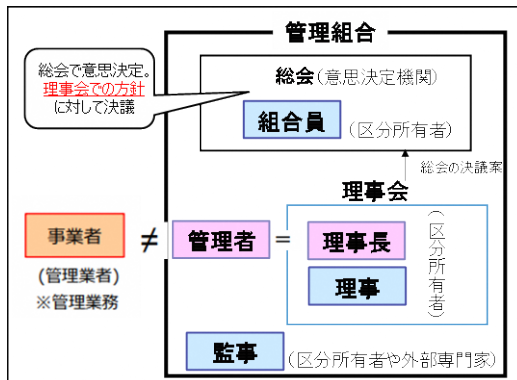 管理組合
総会で意思決定。
理事会での方針
に対して決議
総会(意思決定機関)
組合員
(区分所有者)
総会の決議案
理事会
事業者
≠
管理者
=
理事長
理事
(区分所有者)
(管理業者)
※管理業務
監事
(区分所有者や外部専門家)